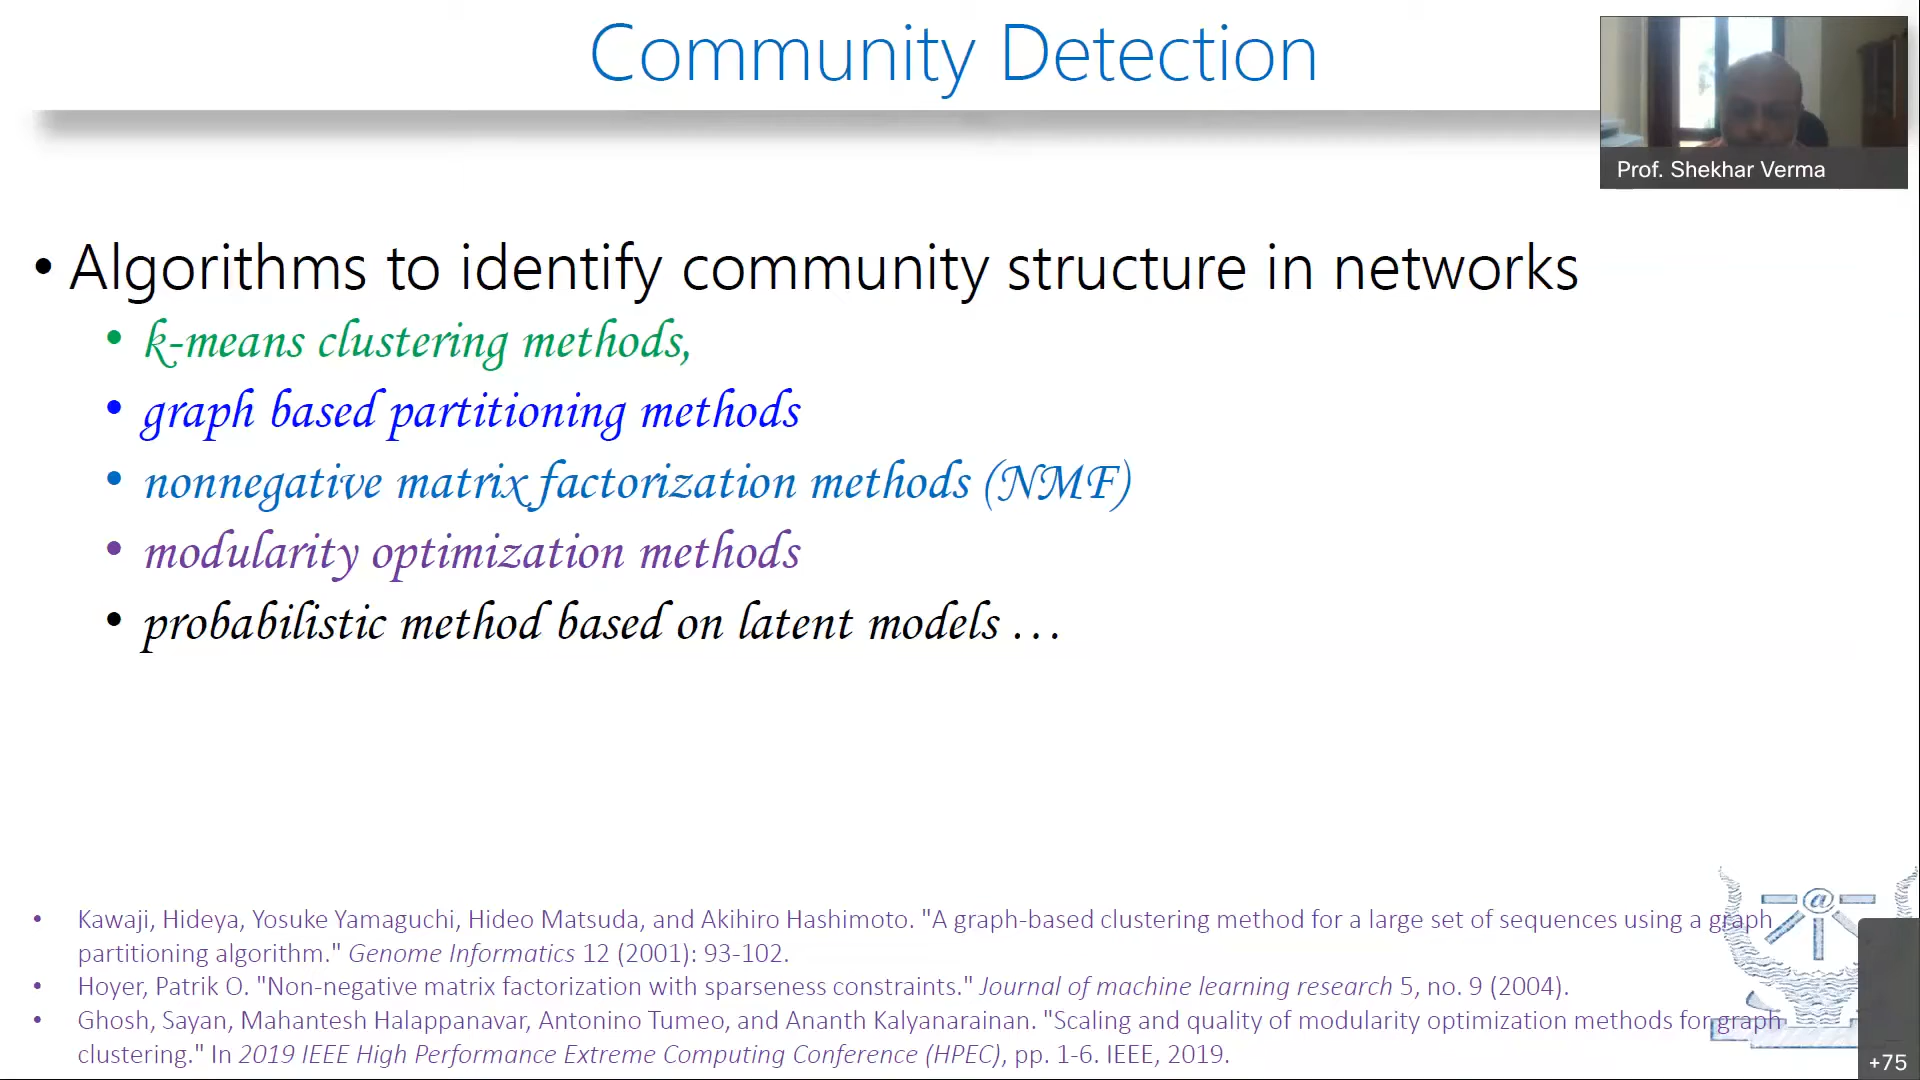 Community Detection
Prof. Shekhar Verma
• Algorithms to identify community structure in networks
• k-means clustering methods,
• graph based partitioning methods
• nonnegative matrix factorization methods (NMF)
• modularity optimization methods
• probabilistic method based on latent models …
• Kawaji, Hideya, Yosuke Yamaguchi, Hideo Matsuda, and Akihiro Hashimoto. "A graph-based clustering method for a large set of sequences using a graph
partitioning algorithm." Genome Informatics 12 (2001): 93-102.
• Hoyer, Patrik O. "Non-negative matrix factorization with sparseness constraints." Journal of machine learning research 5, no. 9 (2004).
• Ghosh, Sayan, Mahantesh Halappanavar, Antonino Tumeo, and Ananth Kalyanarainan. "Scaling and quality of modularity optimization methods for graph
clustering." In 2019 IEEE High Performance Extreme Computing Conference (HPEC), pp. 1-6. IEEE, 2019.
@
+75